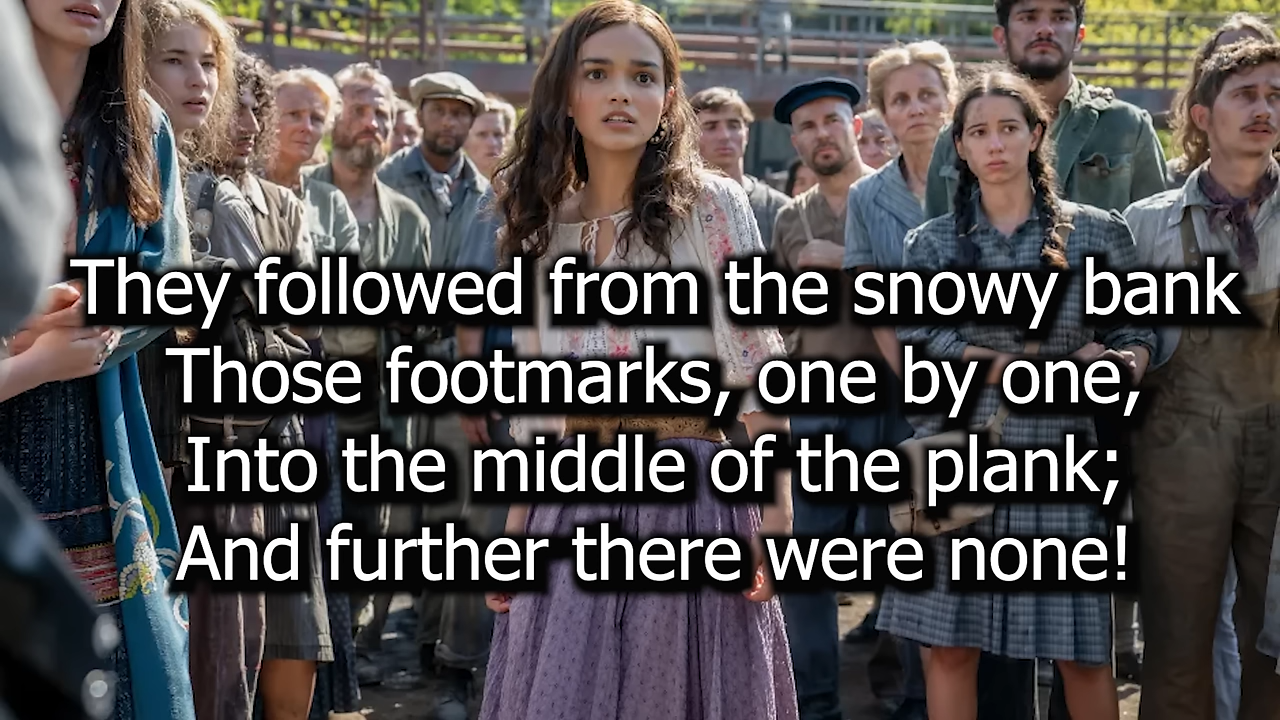 They followed from the snowy bank
Those footmarks, one by one,
Into the middle of the plank;
And further there were none!